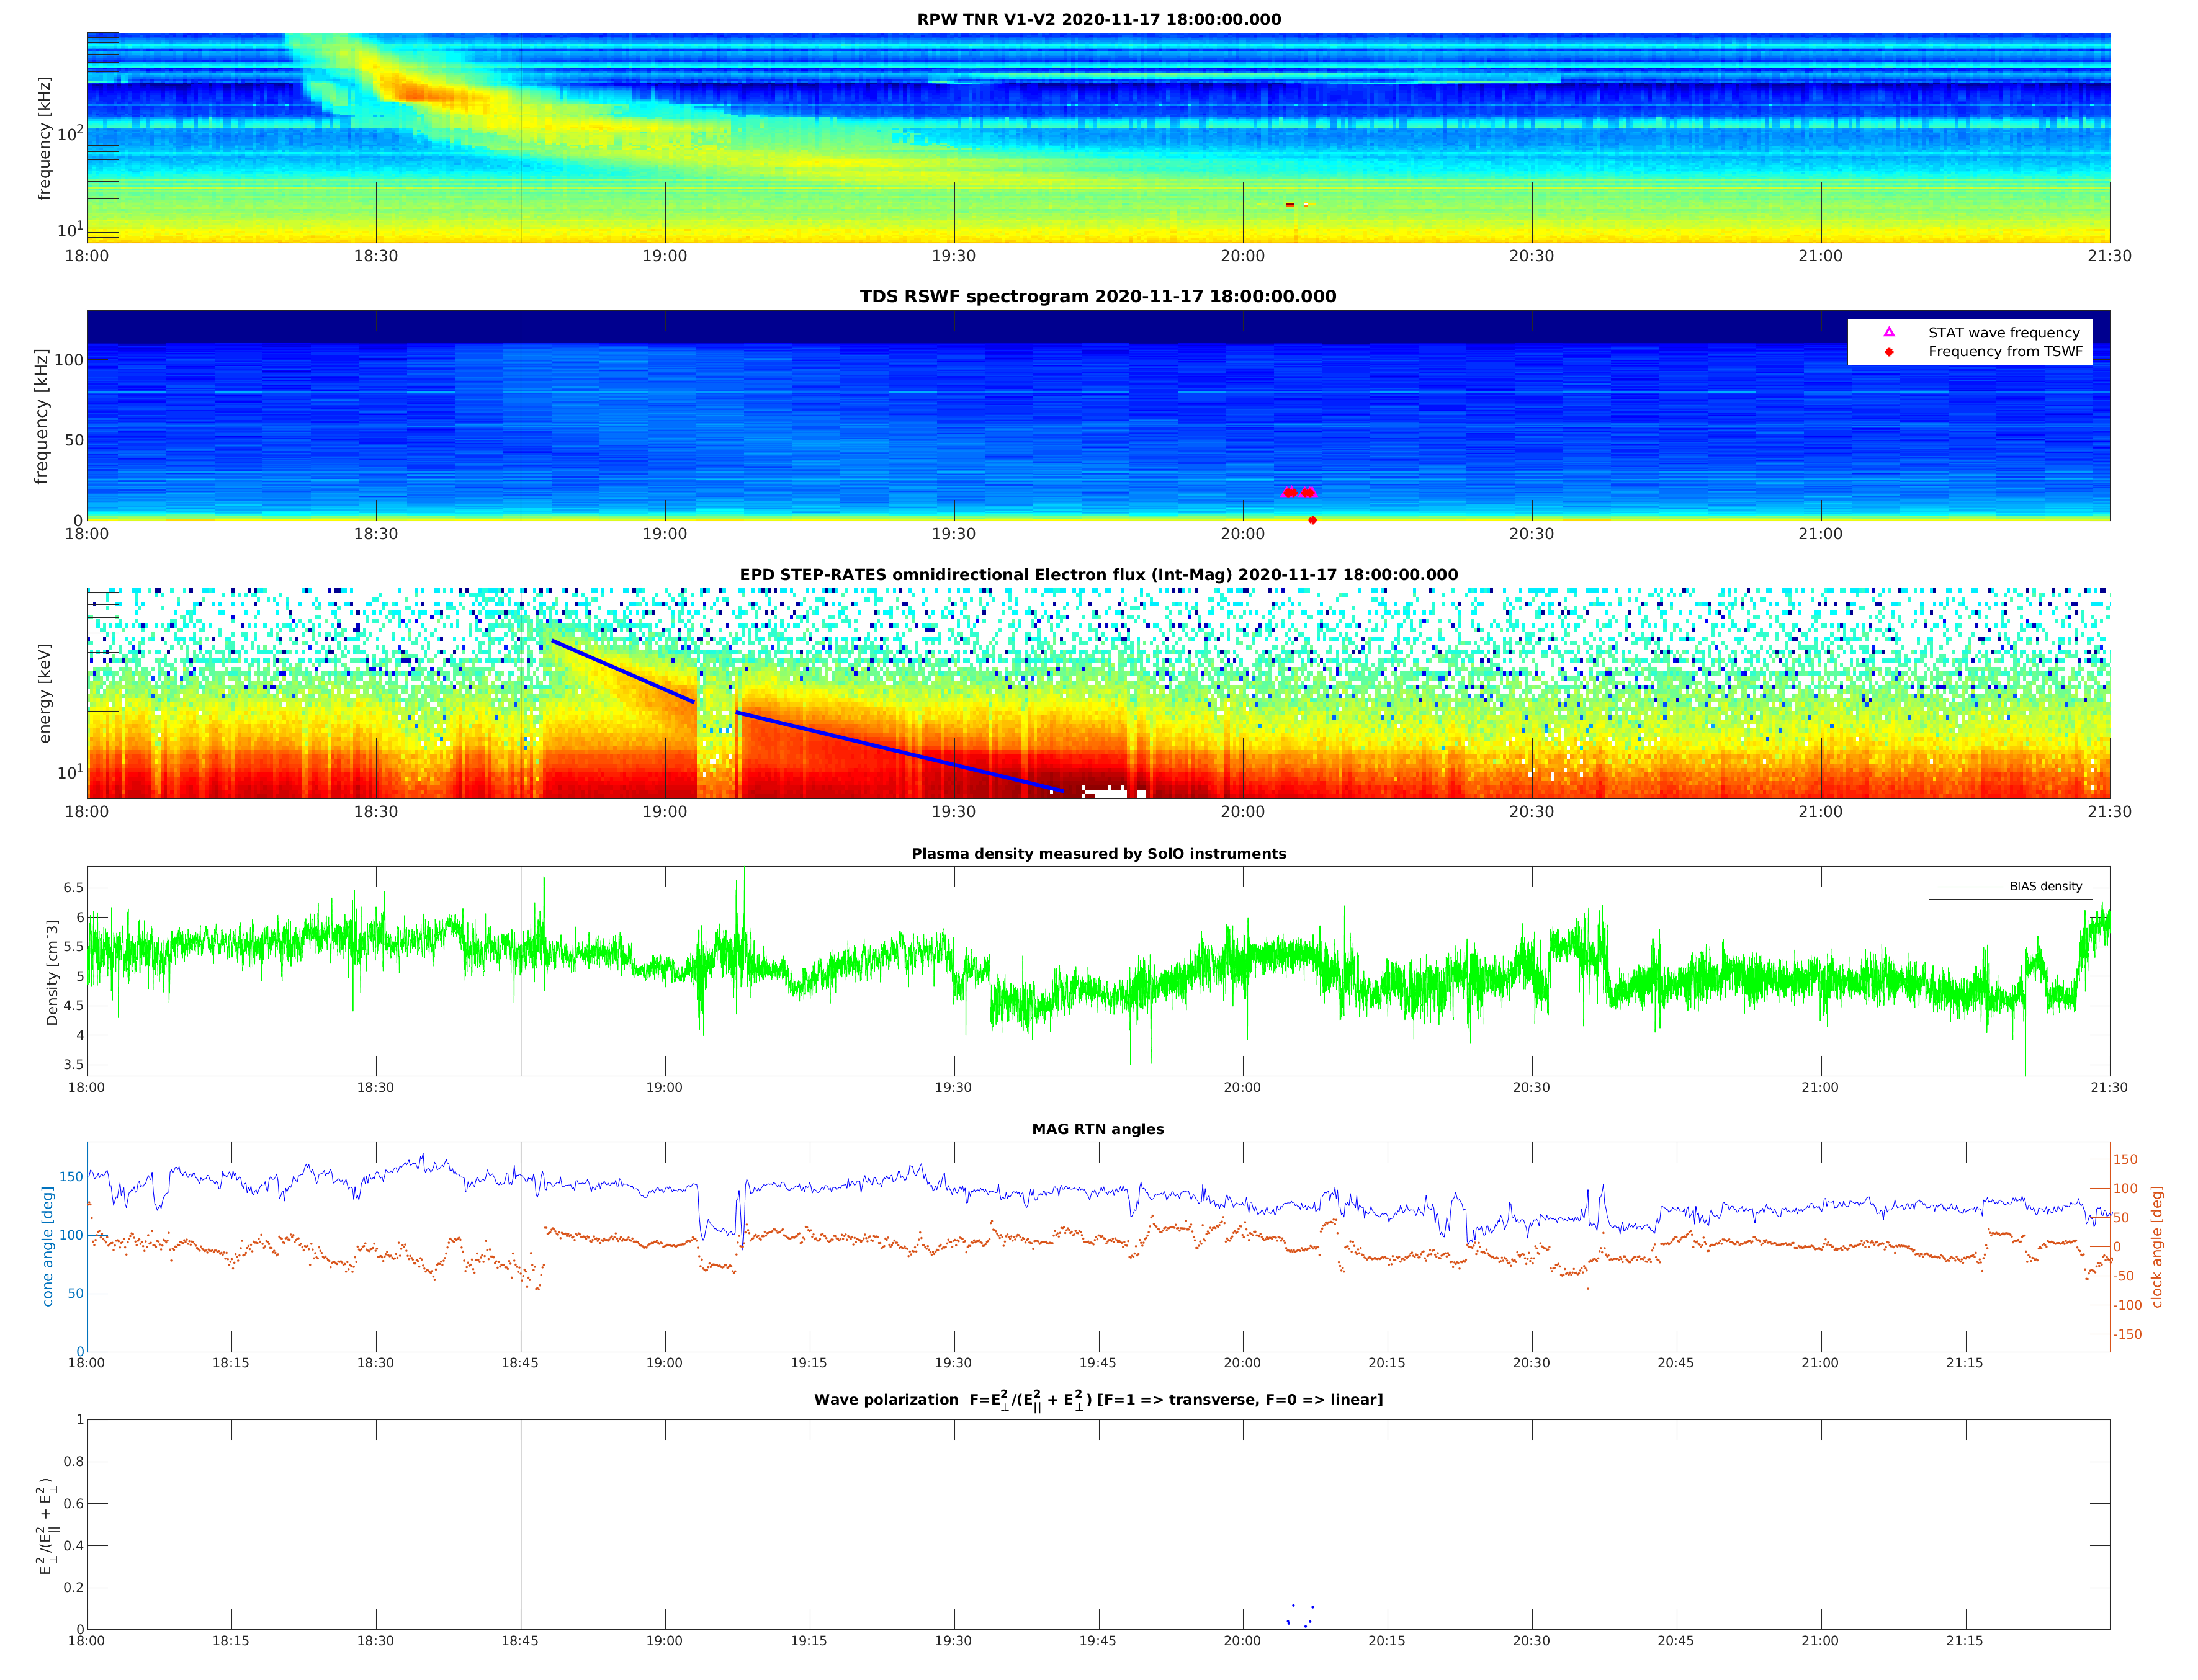 RPW TNR V1-V2 2020-11-17 18:00:00.000
frequency [kHz]
10²
10¹
18:00 18:30 19:00 19:30 20:00 20:30 21:00 21:30
TDS RSWF spectrogram 2020-11-17 18:00:00.000
frequency [kHz]
100
50
0
STAT wave frequency
Frequency from TSWF
18:00 18:30 19:00 19:30 20:00 20:30 21:00 21:30
EPD STEP-RATES omnidirectional Electron flux (Int-Mag) 2020-11-17 18:00:00.000
energy [keV]
10¹
18:00 18:30 19:00 19:30 20:00 20:30 21:00 21:30
Plasma density measured by SolO instruments
Density [cm⁻3]
6.5
6
5.5
5
4.5
4
3.5
BIAS density
18:00 18:30 19:00 19:30 20:00 20:30 21:00 21:30
MAG RTN angles
cone angle [deg]
150
100
50
0
clock angle [deg]
150
100
50
0
-50
-100
-150
18:00 18:15 18:30 18:45 19:00 19:15 19:30 19:45 20:00 20:15 20:30 20:45 21:00 21:15
Wave polarization F=E⊥²/(E||² + E⊥²) [F=1 => transverse, F=0 => linear]
E⊥²/(E||² + E⊥²)
1
0.8
0.6
0.4
0.2
0
18:00 18:15 18:30 18:45 19:00 19:15 19:30 19:45 20:00 20:15 20:30 20:45 21:00 21:15